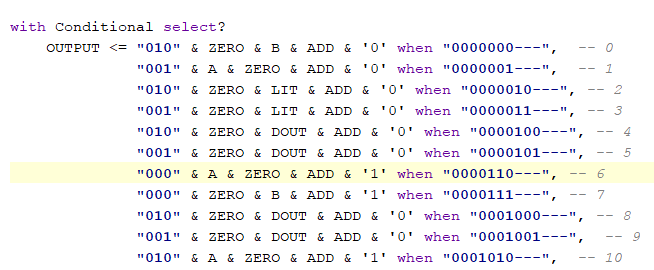 with Conditional select?
OUTPUT <= "010" & ZERO & B & ADD & '0' when "0000000---", -- 0
"001" & A & ZERO & ADD & '0' when "0000001---", -- 1
"010" & ZERO & LIT & ADD & '0' when "0000010---", -- 2
"001" & ZERO & LIT & ADD & '0' when "0000011---", -- 3
"010" & ZERO & DOUT & ADD & '0' when "0000100---", -- 4
"001" & ZERO & DOUT & ADD & '0' when "0000101---", -- 5
"000" & A & ZERO & ADD & '1' when "0000110---", -- 6
"000" & ZERO & B & ADD & '1' when "0000111---", -- 7
"010" & ZERO & DOUT & ADD & '0' when "0001000---", -- 8
"001" & ZERO & DOUT & ADD & '0' when "0001001---", -- 9
"010" & A & ZERO & ADD & '1' when "0001010---", -- 10